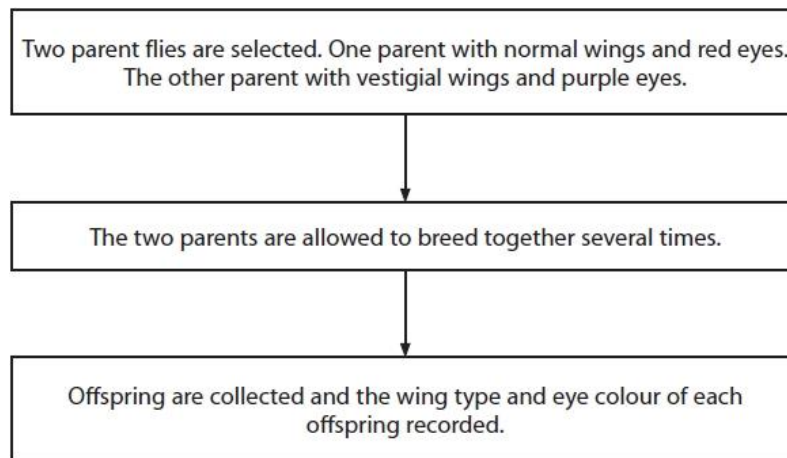 Two parent flies are selected. One parent with normal wings and red eyes.
The other parent with vestigial wings and purple eyes.
The two parents are allowed to breed together several times.
Offspring are collected and the wing type and eye colour of each
offspring recorded.